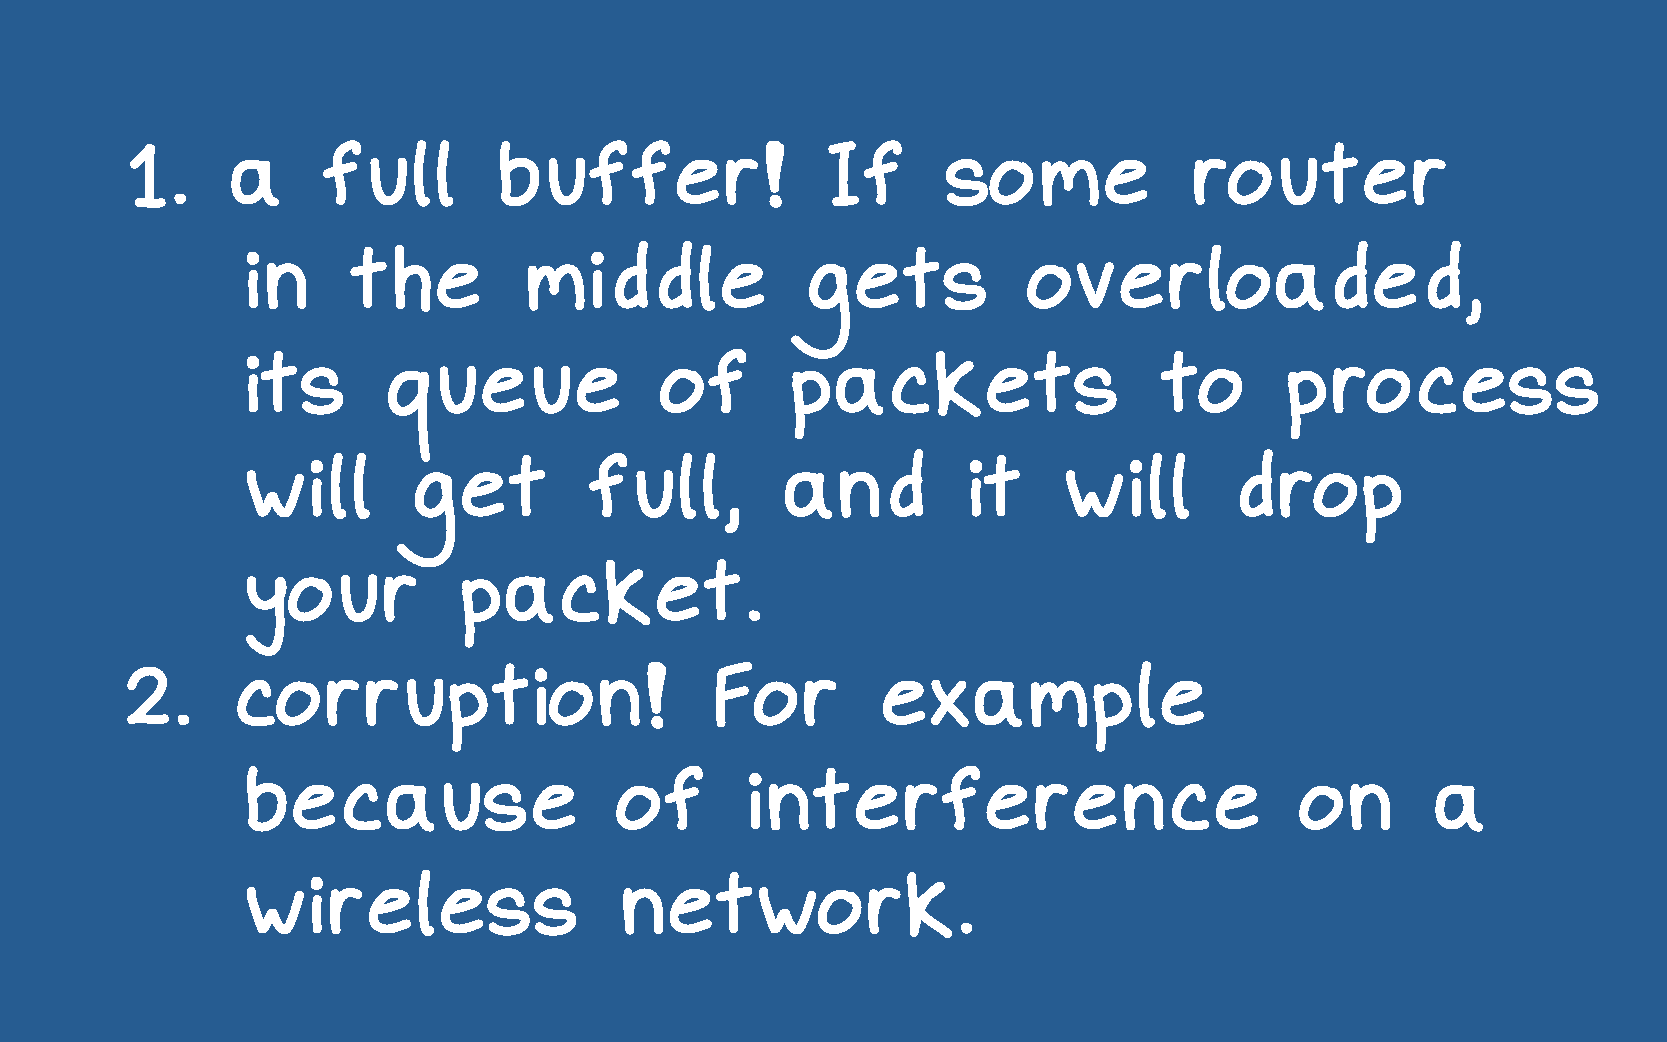 1. a full buffer! If some router
in the middle gets overloaded,
its queue of packets to process
will get full, and it will drop
your packet.
2. corruption! For example
because of interference on a
wireless network.